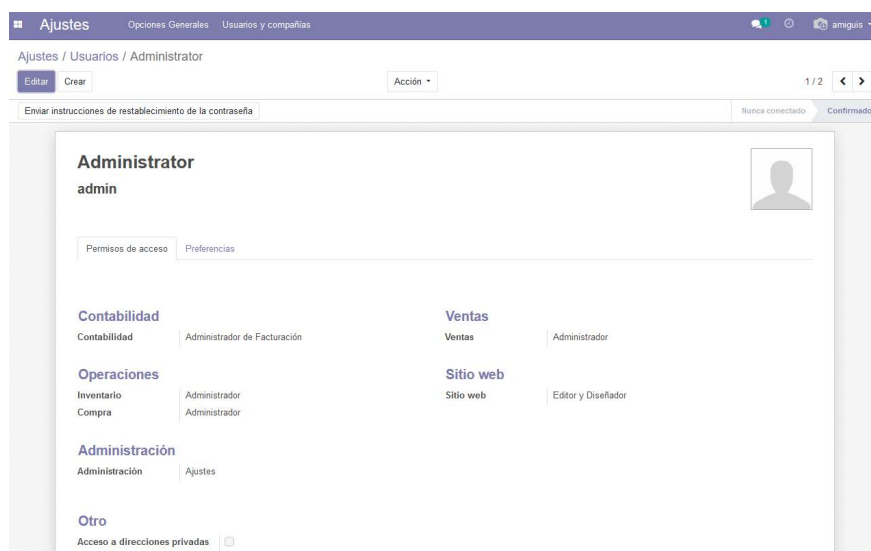 Ajustes Opciones Generales Usuarios y compañías 1 amiguis
Ajustes / Usuarios / Administrator
Editar Crear Acción 1 / 2
Enviar instrucciones de restablecimiento de la contraseña Nunca conectado Confirmado
Administrator
admin
Permisos de acceso Preferencias
Contabilidad Ventas
Contabilidad Administrador de Facturación Ventas Administrador
Operaciones Sitio web
Inventario Administrador Sitio web Editor y Diseñador
Compra Administrador
Administración
Administración Ajustes
Otro
Acceso a direcciones privadas